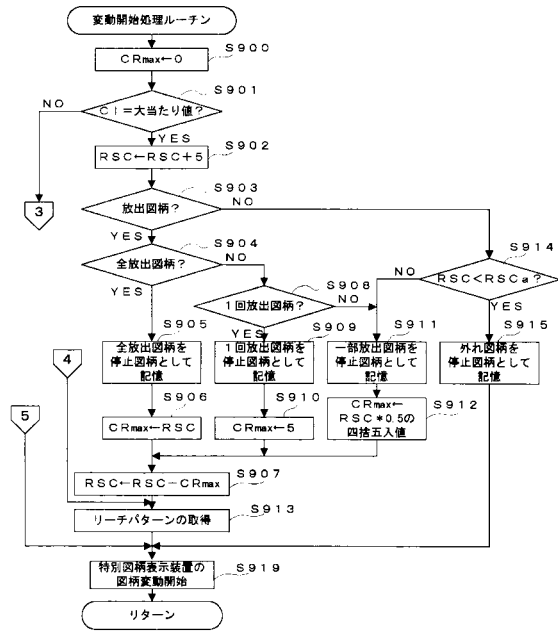 変動開始処理ルーチン
S900
CRmax←0
S901
C1=大当たり値?
NO
YES
S902
RSC←RSC+5
3
S903
放出図柄?
NO
YES
S904
全放出図柄?
NO
YES
S914
RSC<RSCa?
NO
YES
S908
1回放出図柄?
NO
YES
S905
全放出図柄を
停止図柄として
記憶
S909
1回放出図柄を
停止図柄として
記憶
S911
一部放出図柄を
停止図柄として
記憶
S915
外れ図柄を
停止図柄として
記憶
4
S906
CRmax←RSC
S910
CRmax←5
S912
CRmax←
RSC*0.5の
四捨五入値
5
S907
RSC←RSC−CRmax
S913
リーチパターンの取得
S919
特別図柄表示装置の
図柄変動開始
リターン